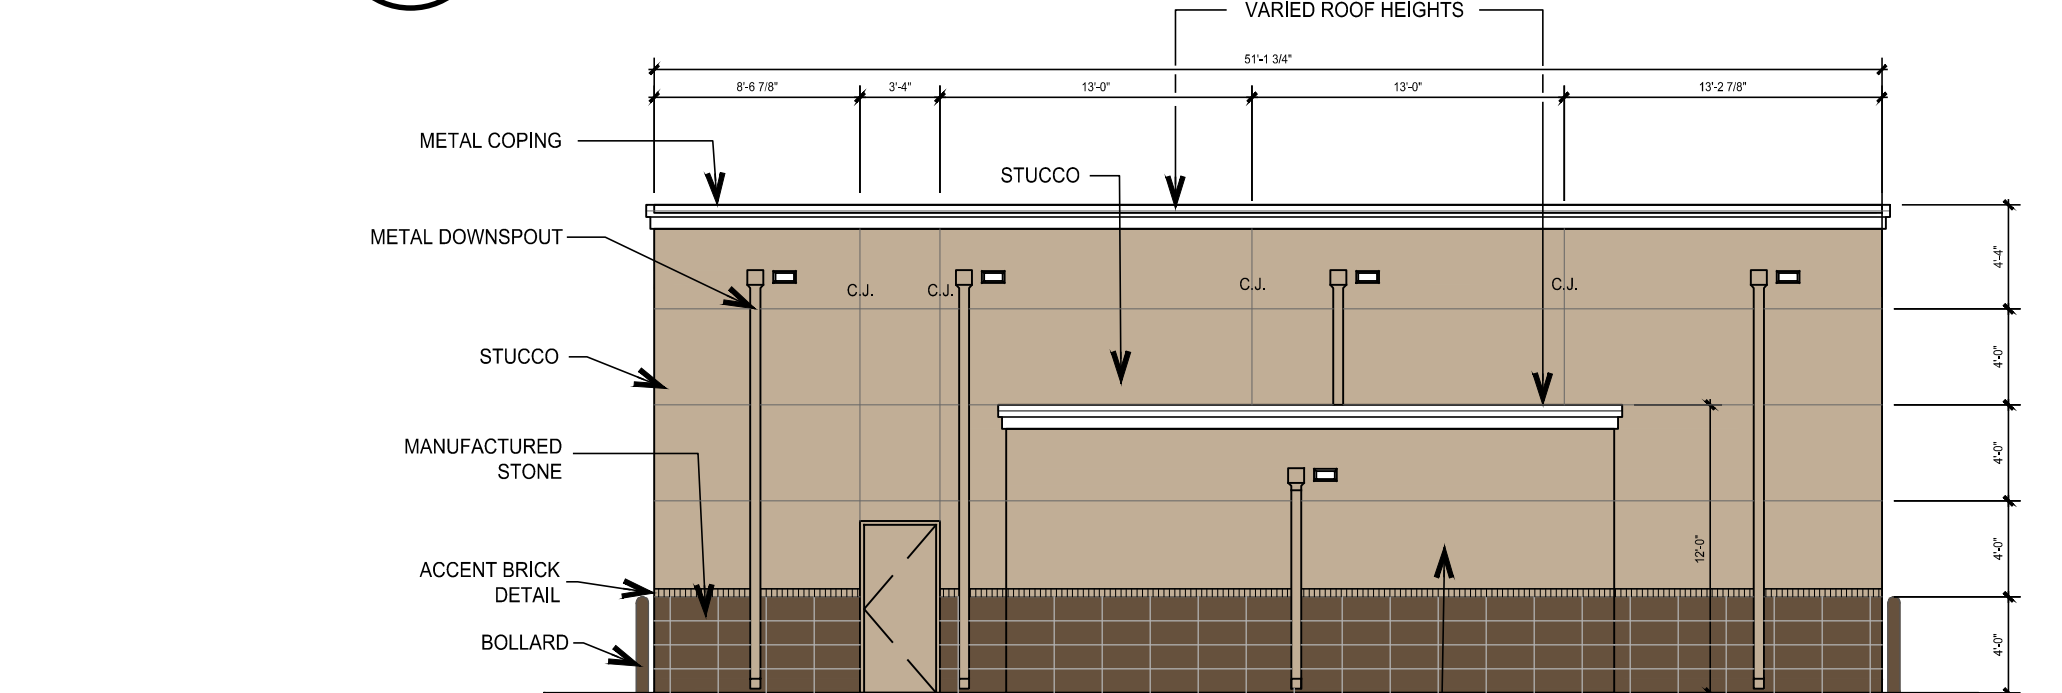 VARIED ROOF HEIGHTS
51'-1 3/4"
8'-6 7/8"
3'-4"
13'-0"
13'-0"
13'-2 7/8"
METAL COPING
STUCCO
METAL DOWNSPOUT
4'-4"
C.J.
C.J.
C.J.
C.J.
STUCCO
4'-0"
MANUFACTURED
STONE
4'-0"
12'-0"
4'-0"
ACCENT BRICK
DETAIL
BOLLARD
4'-0"